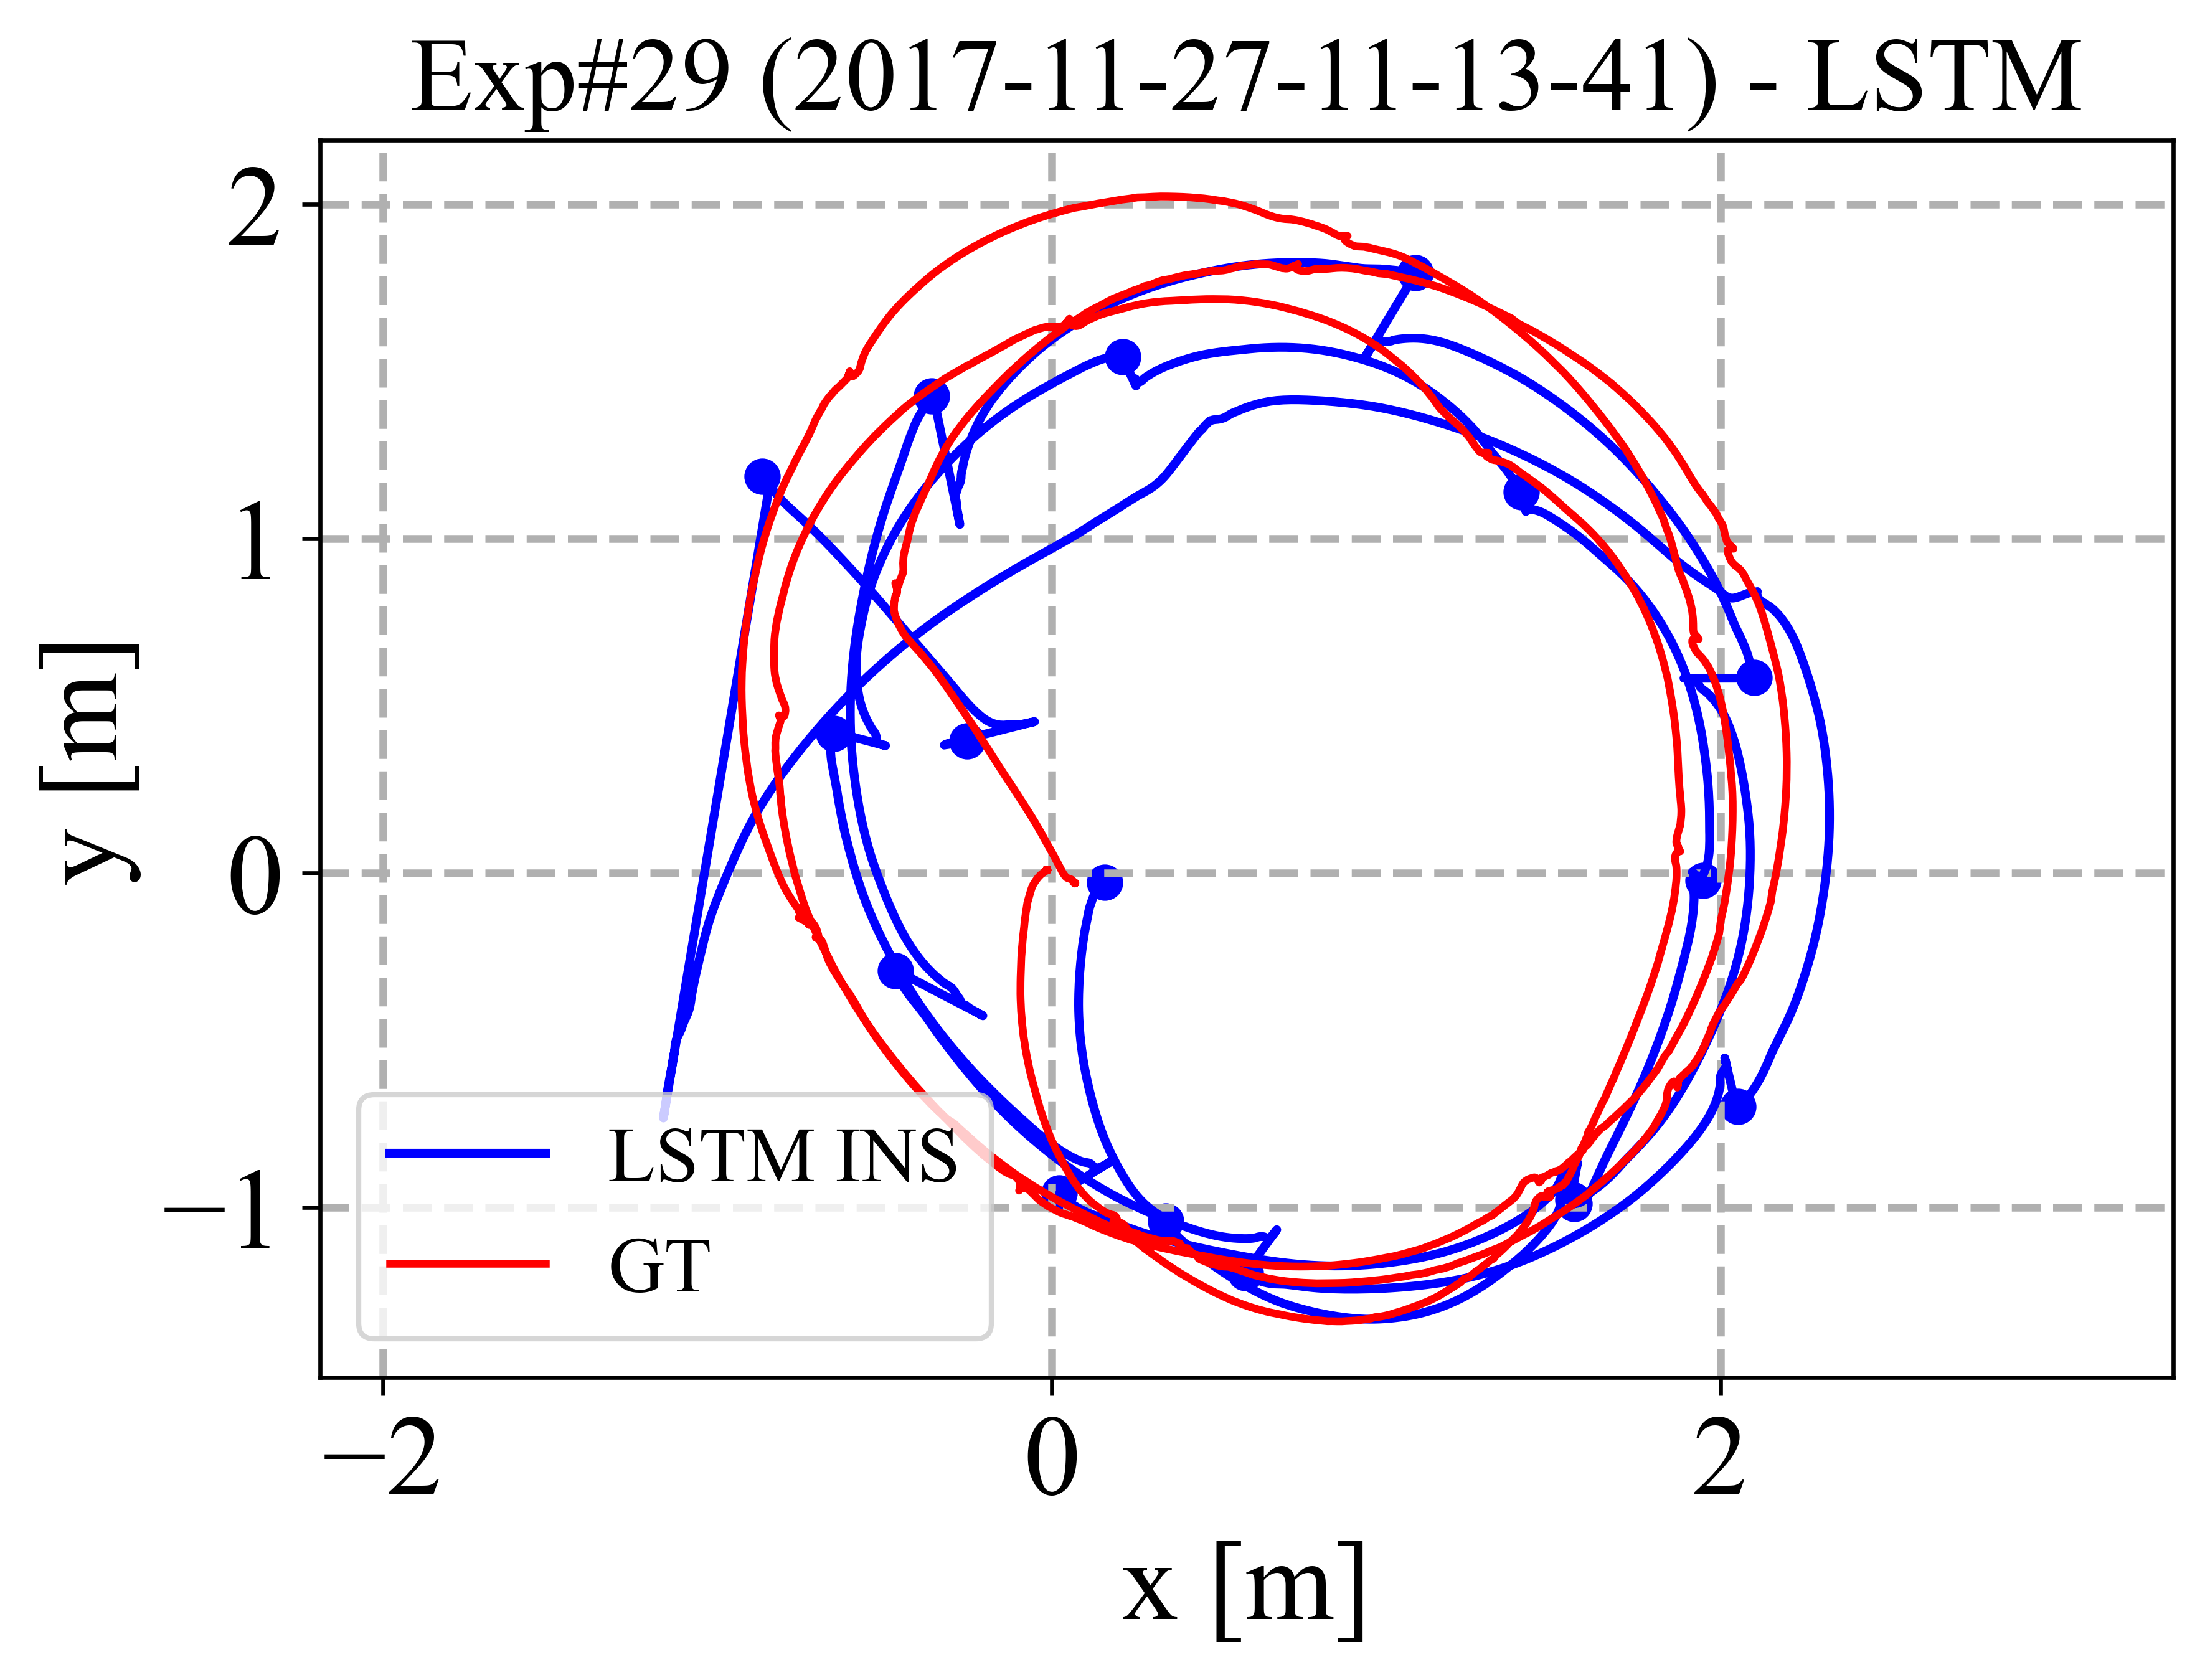 Exp#29 (2017-11-27-11-13-41) - LSTM
2
1
0
−1
y [m]
LSTM INS
GT
−2
0
2
x [m]